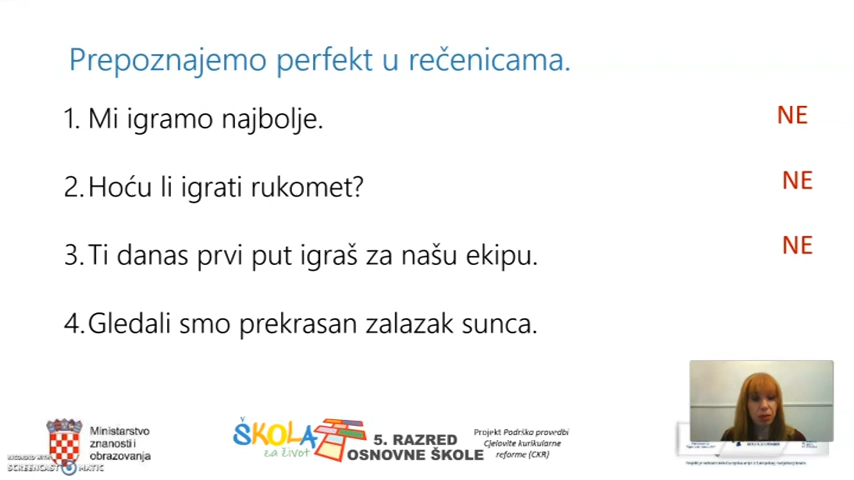 Prepoznajemo perfekt u rečenicama.
1. Mi igramo najbolje.
NE
2. Hoću li igrati rukomet?
NE
3. Ti danas prvi put igraš za našu ekipu.
NE
4. Gledali smo prekrasan zalazak sunca.
Ministarstvo
znanosti i
obrazovanja
RECORDED WITH
SCREENCAST MATIC
ŠKOLA
za život
5. RAZRED
OSNOVNE ŠKOLE
Projekt Podrška provedbi
Cjelovite kurikularne
reforme (CKR)